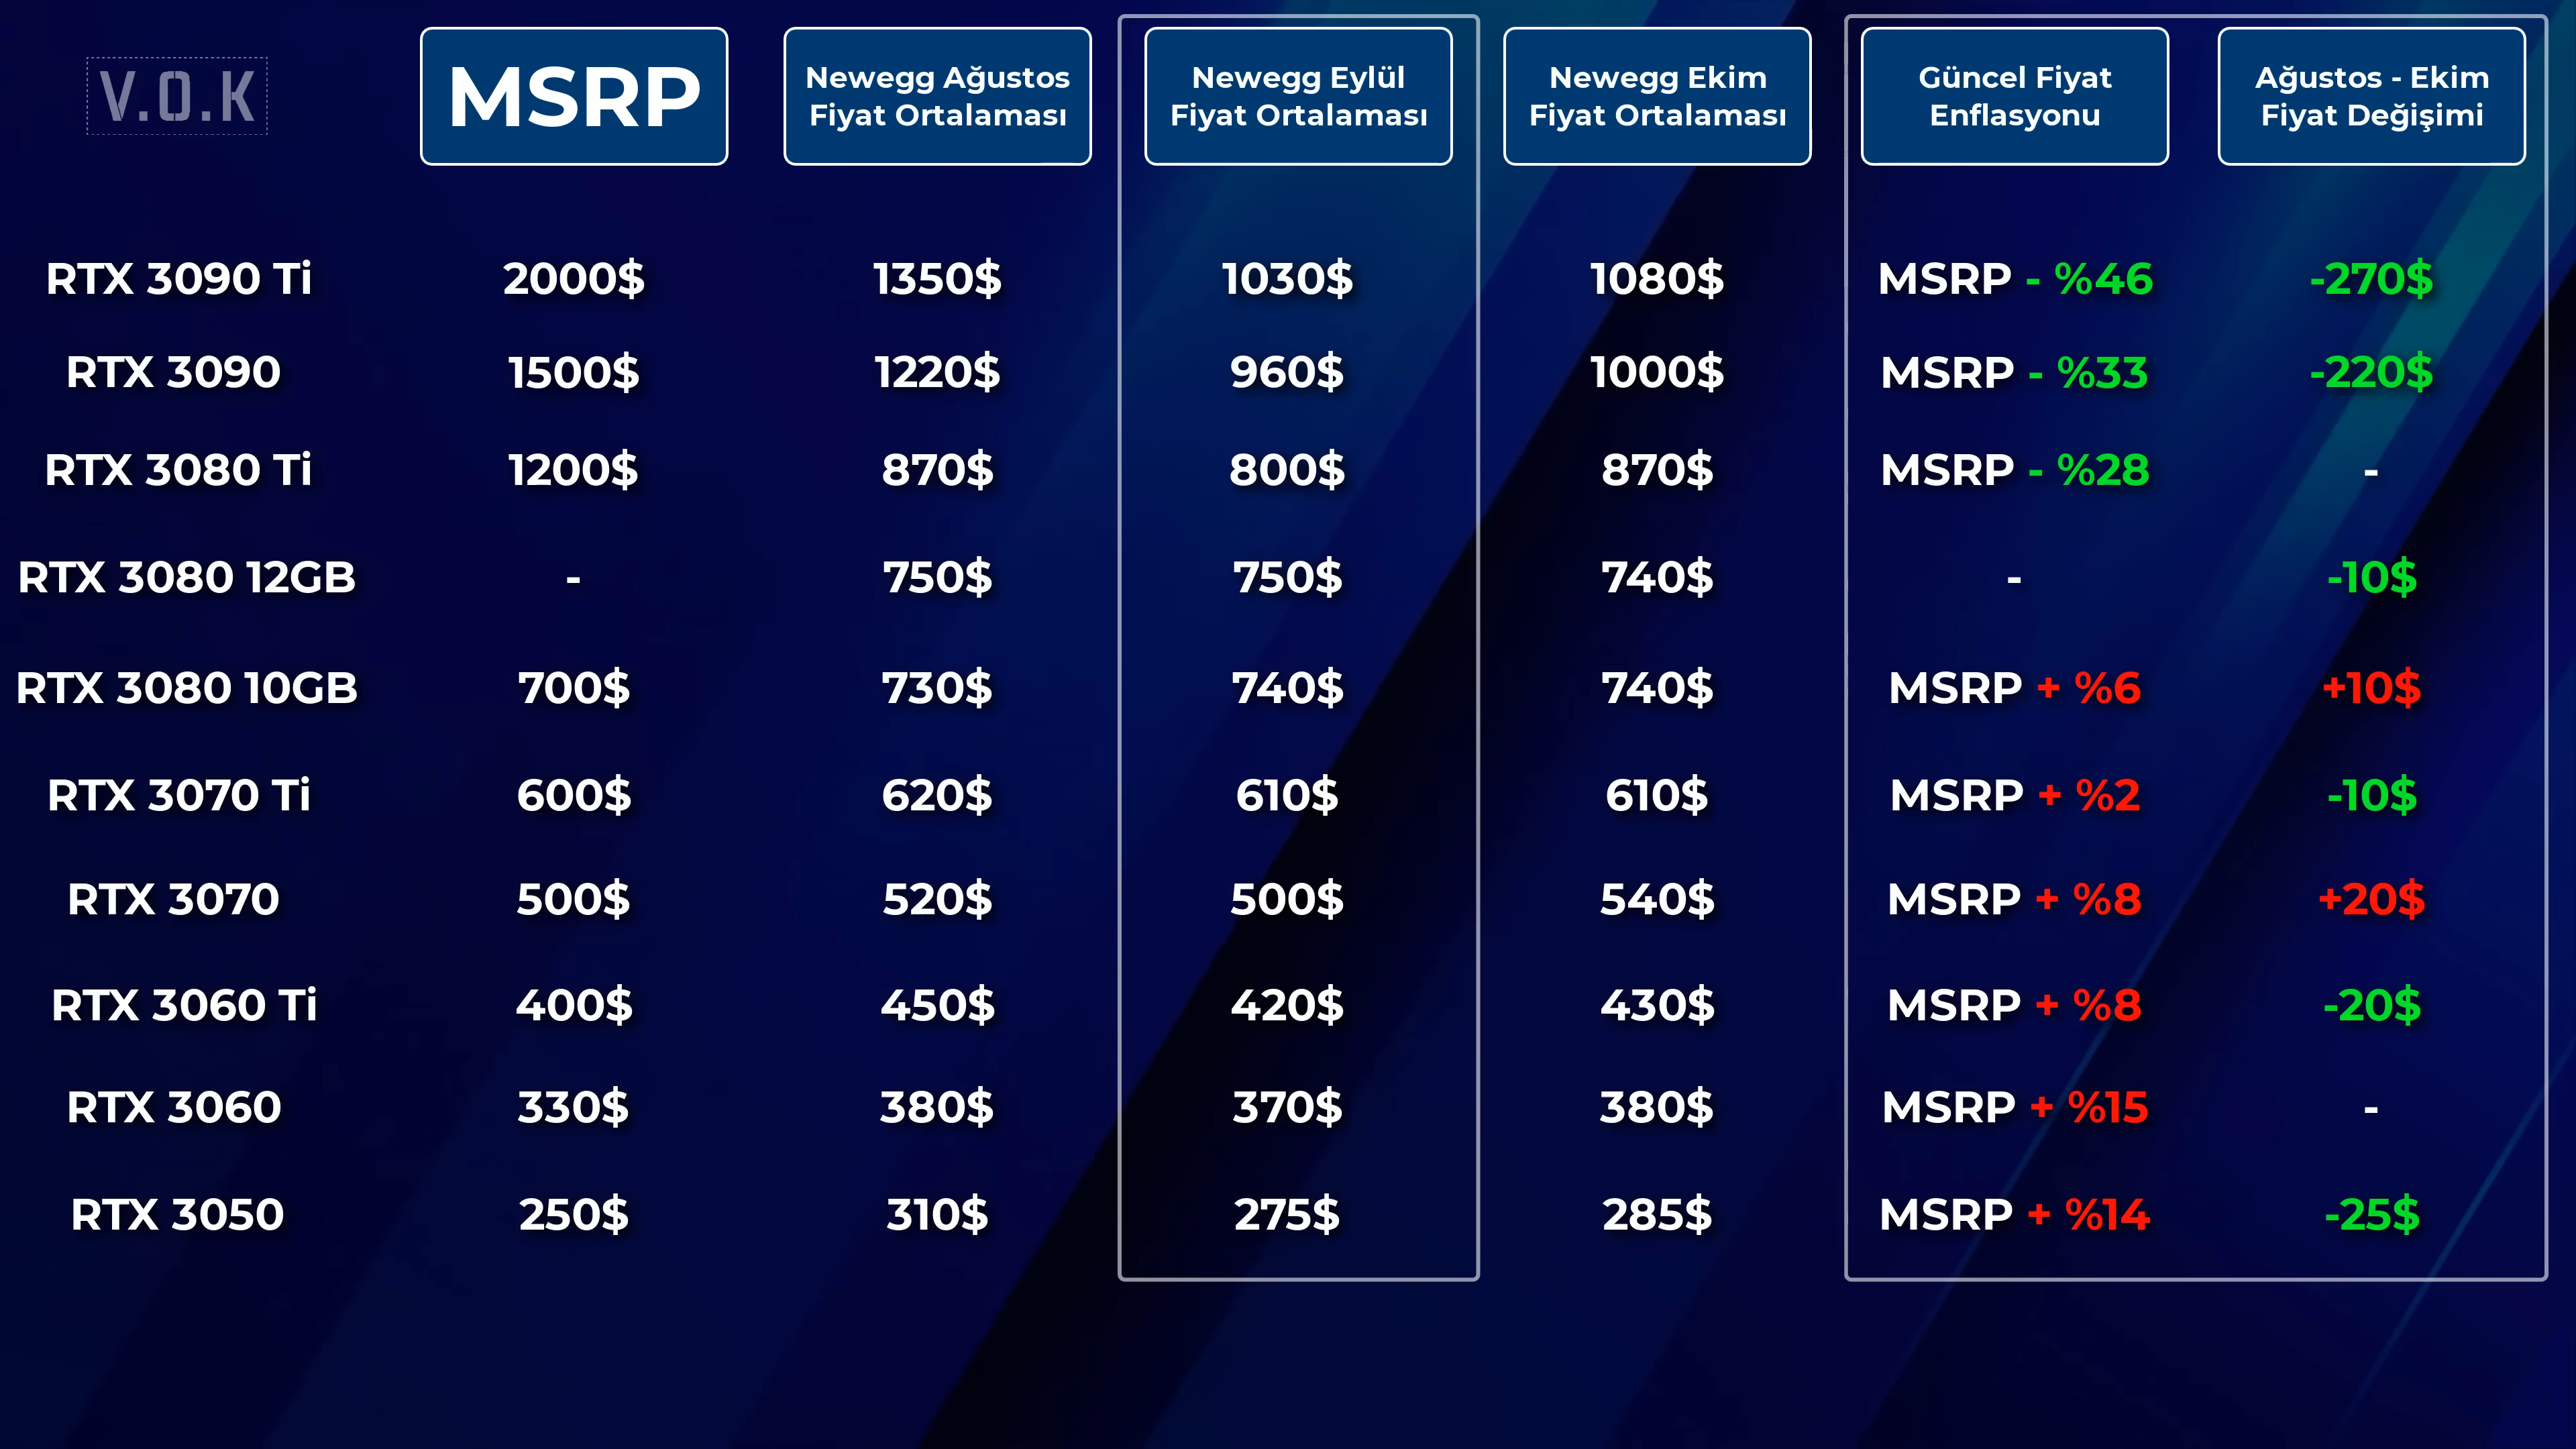 V.O.K
MSRP
Newegg Ağustos
Fiyat Ortalaması
Newegg Eylül
Fiyat Ortalaması
Newegg Ekim
Fiyat Ortalaması
Güncel Fiyat
Enflasyonu
Ağustos - Ekim
Fiyat Değişimi
RTX 3090 Ti 2000$ 1350$ 1030$ 1080$ MSRP - %46 -270$
RTX 3090 1500$ 1220$ 960$ 1000$ MSRP - %33 -220$
RTX 3080 Ti 1200$ 870$ 800$ 870$ MSRP - %28 -
RTX 3080 12GB - 750$ 750$ 740$ - -10$
RTX 3080 10GB 700$ 730$ 740$ 740$ MSRP + %6 +10$
RTX 3070 Ti 600$ 620$ 610$ 610$ MSRP + %2 -10$
RTX 3070 500$ 520$ 500$ 540$ MSRP + %8 +20$
RTX 3060 Ti 400$ 450$ 420$ 430$ MSRP + %8 -20$
RTX 3060 330$ 380$ 370$ 380$ MSRP + %15 -
RTX 3050 250$ 310$ 275$ 285$ MSRP + %14 -25$